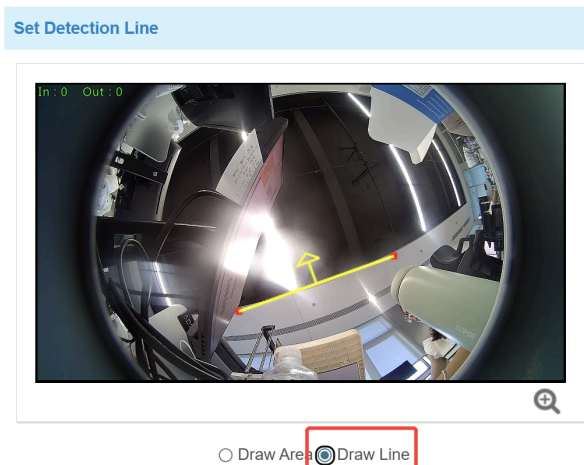 Set Detection Line
In : 0 Out : 0
Draw Area Draw Line